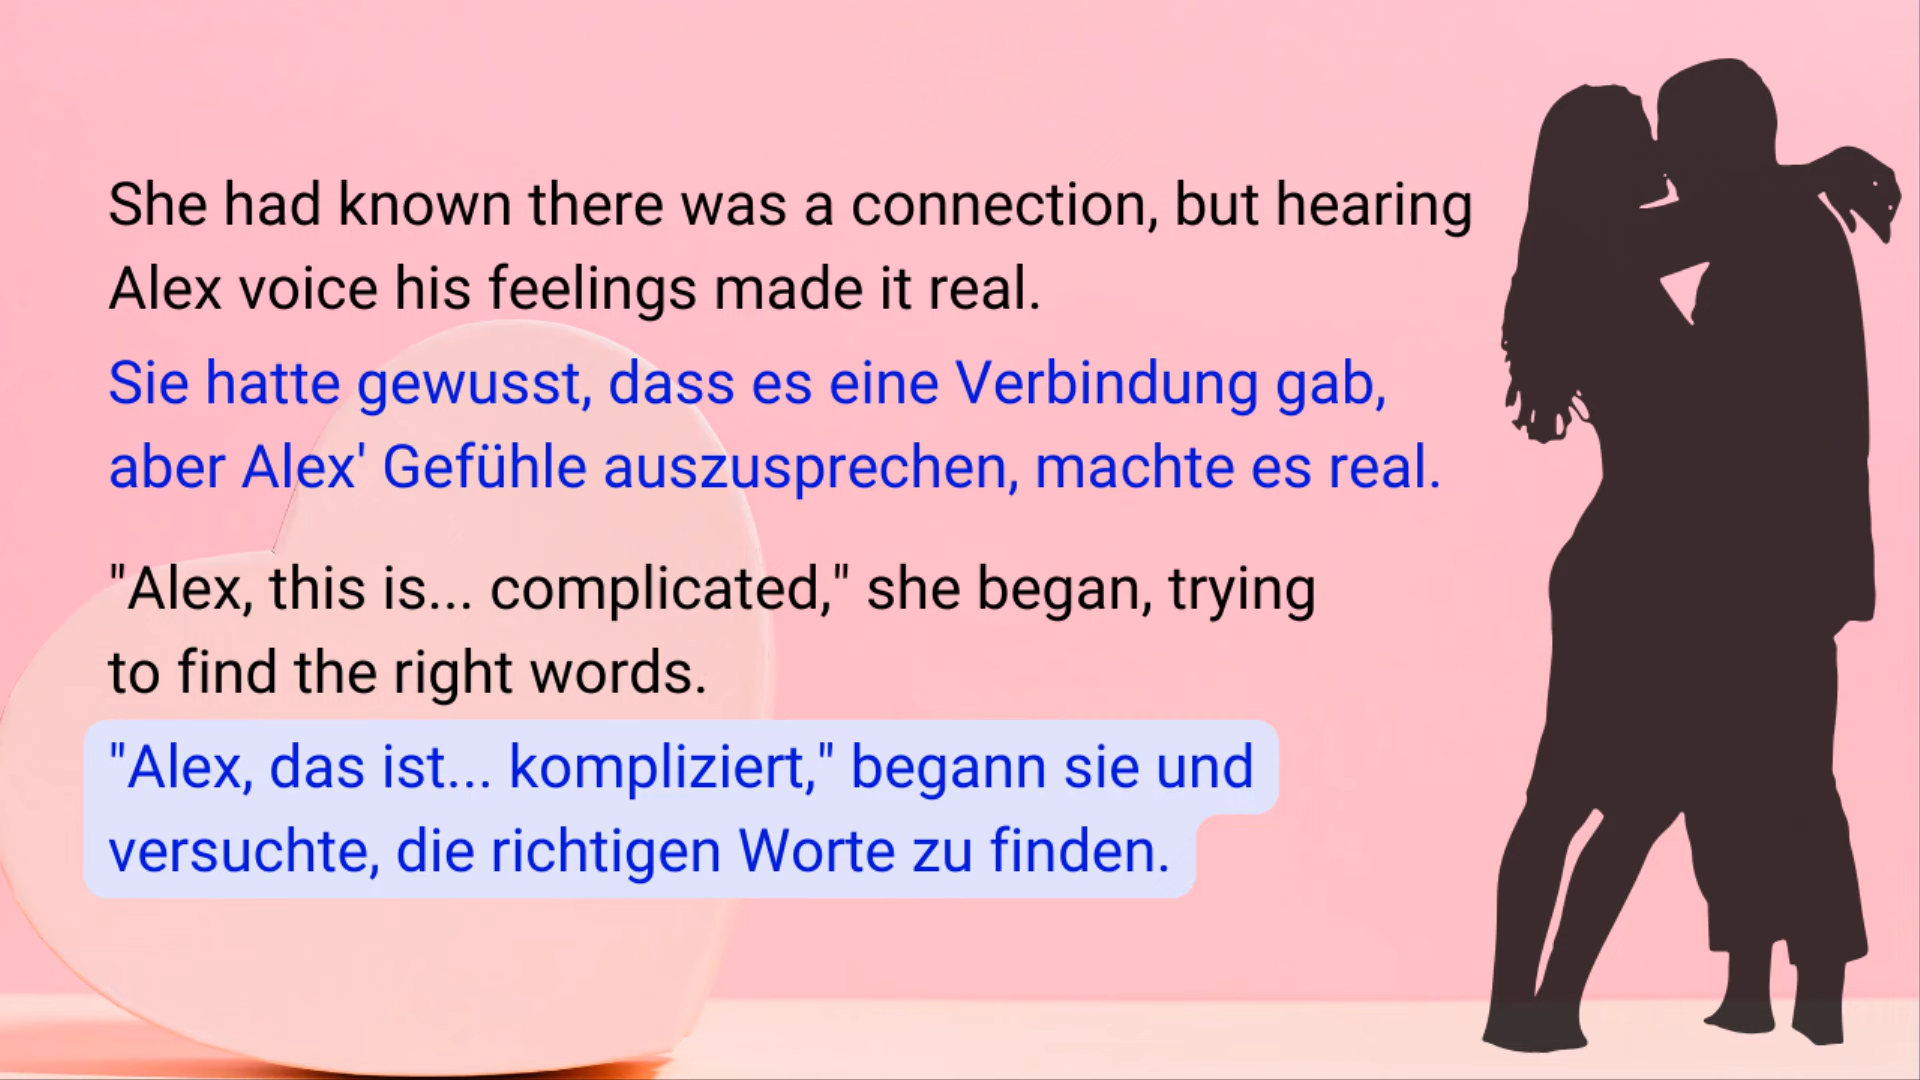 She had known there was a connection, but hearing
Alex voice his feelings made it real.
Sie hatte gewusst, dass es eine Verbindung gab,
aber Alex' Gefühle auszusprechen, machte es real.
"Alex, this is... complicated," she began, trying
to find the right words.
"Alex, das ist... kompliziert," begann sie und
versuchte, die richtigen Worte zu finden.